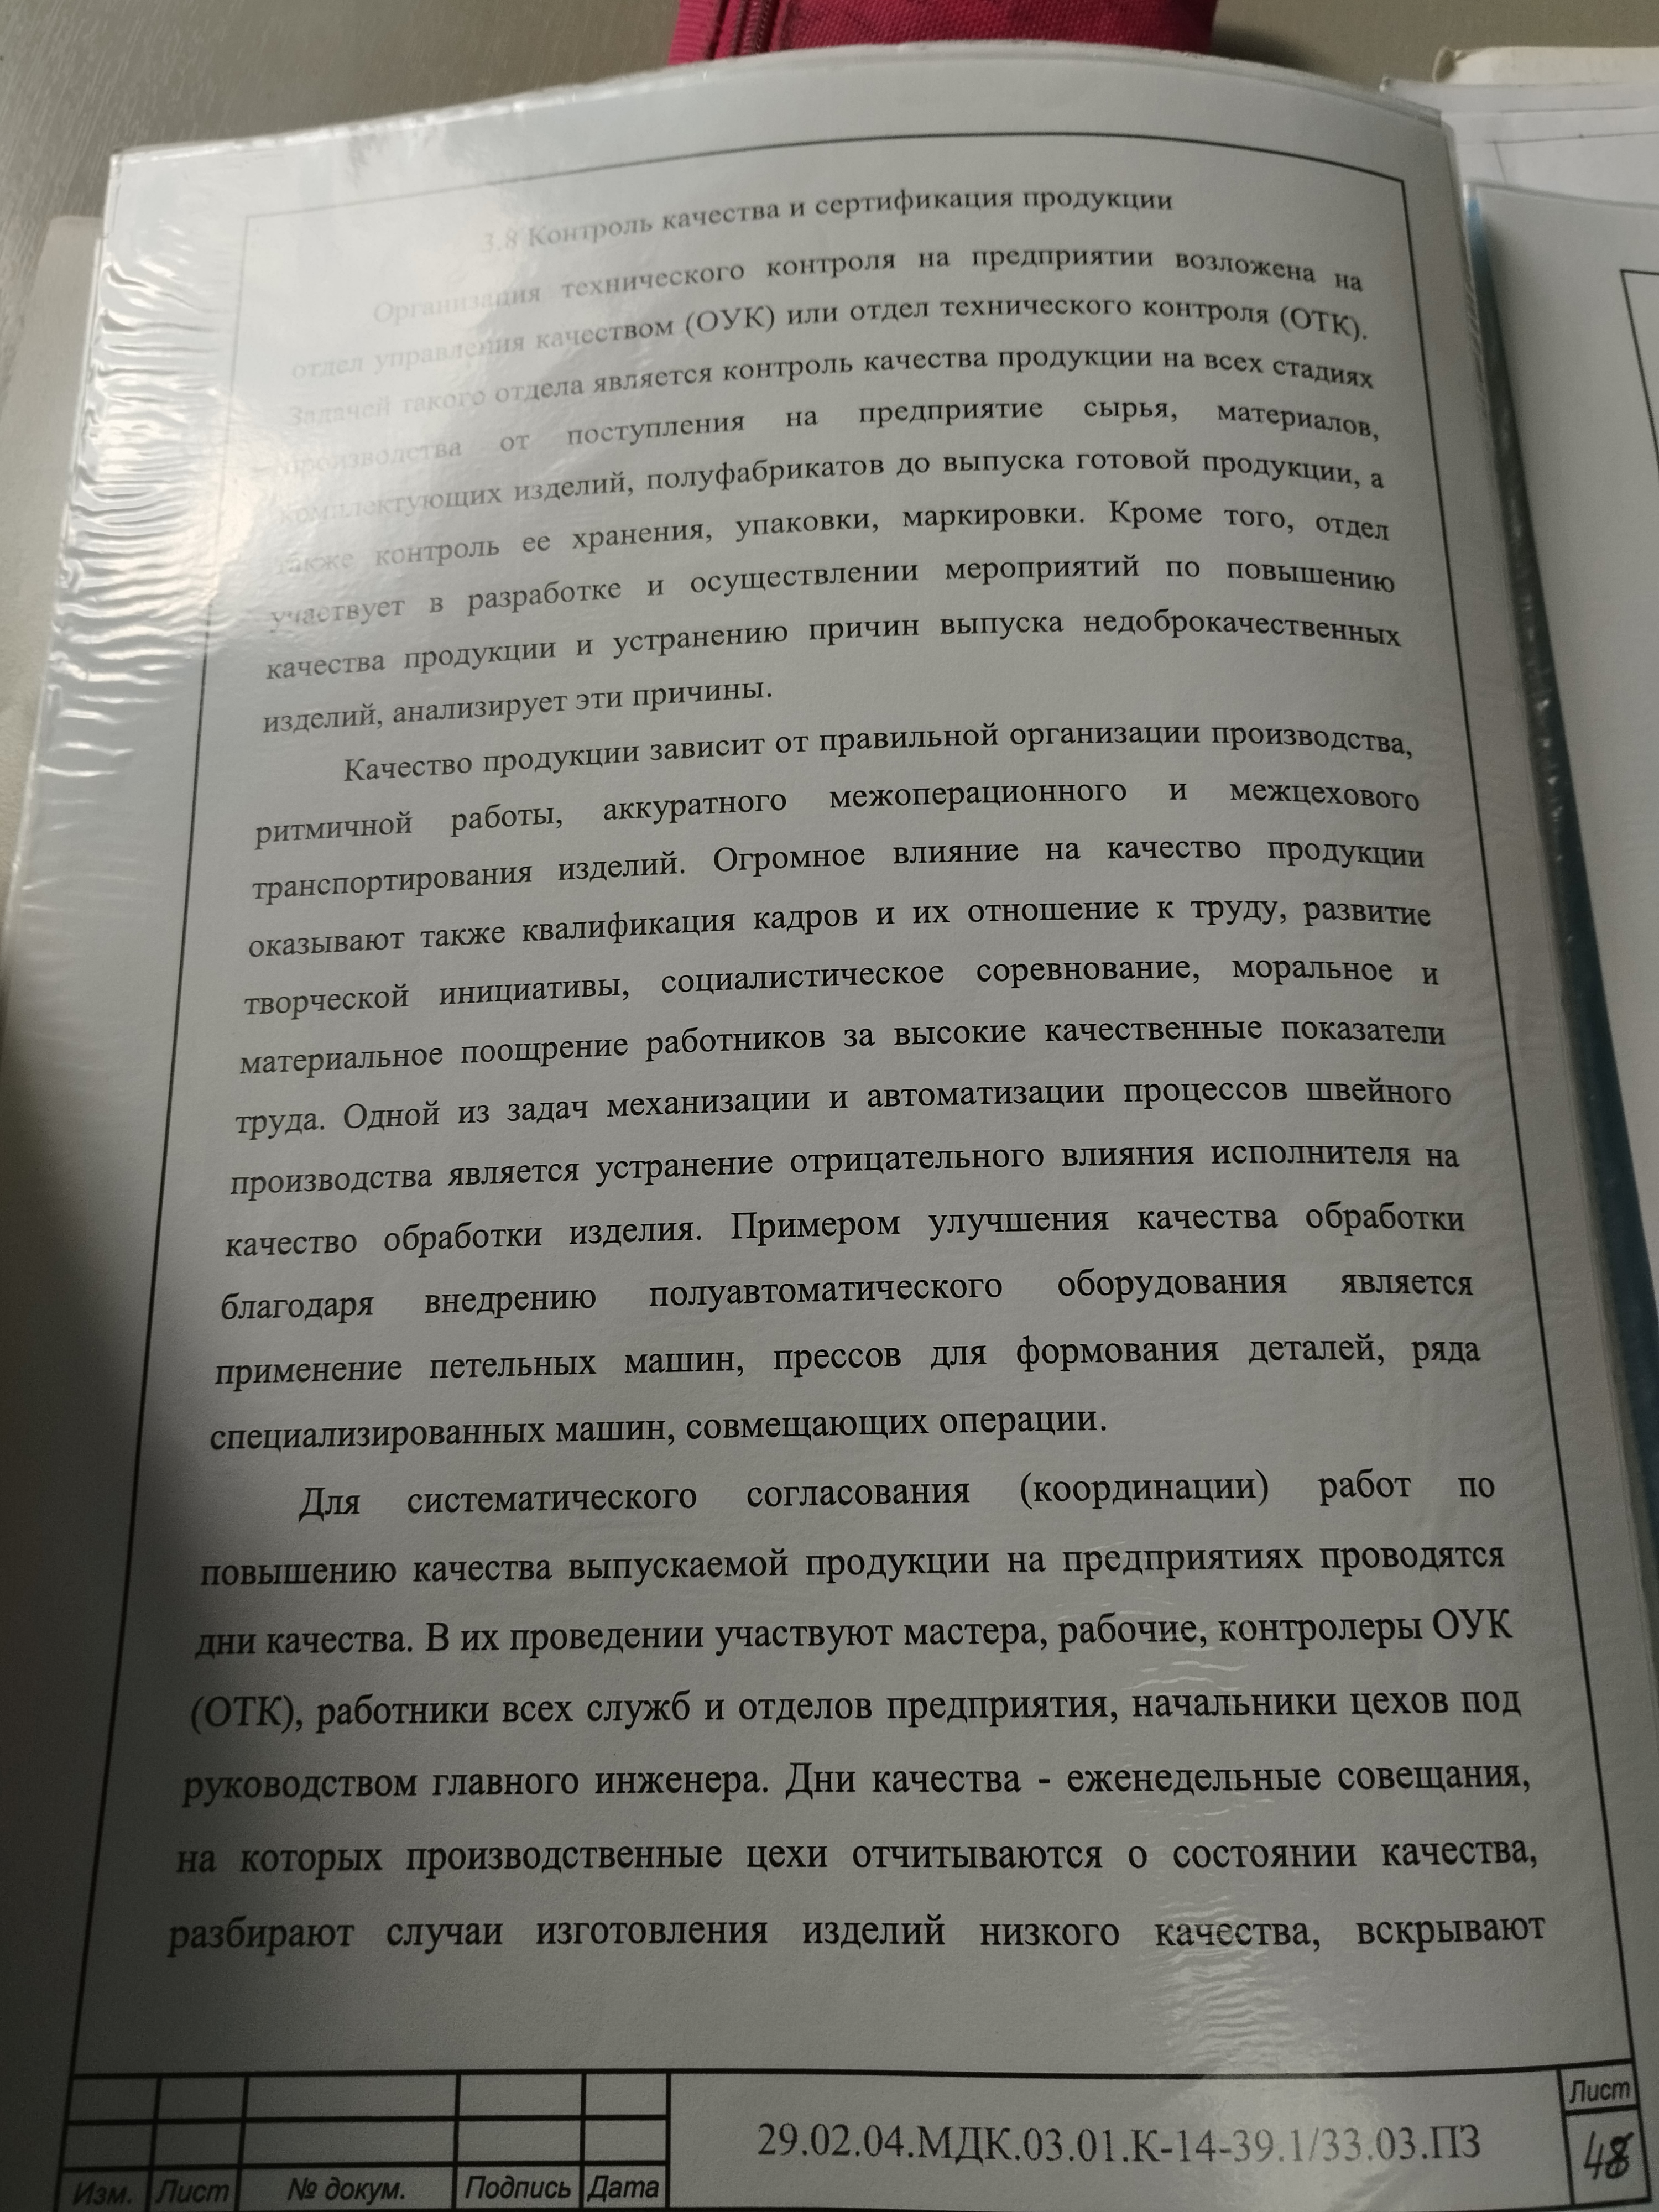 3.8 Контроль качества и сертификация продукции
Организация технического контроля на предприятии возложена на
отдел управления качеством (ОУК) или отдел технического контроля (ОТК).
Задачей такого отдела является контроль качества продукции на всех стадиях
производства от поступления на предприятие сырья, материалов,
комплектующих изделий, полуфабрикатов до выпуска готовой продукции, а
также контроль ее хранения, упаковки, маркировки. Кроме того, отдел
участвует в разработке и осуществлении мероприятий по повышению
качества продукции и устранению причин выпуска недоброкачественных
изделий, анализирует эти причины.
Качество продукции зависит от правильной организации производства,
ритмичной работы, аккуратного межоперационного и межцехового
транспортирования изделий. Огромное влияние на качество продукции
оказывают также квалификация кадров и их отношение к труду, развитие
творческой инициативы, социалистическое соревнование, моральное и
материальное поощрение работников за высокие качественные показатели
труда. Одной из задач механизации и автоматизации процессов швейного
производства является устранение отрицательного влияния исполнителя на
качество обработки изделия. Примером улучшения качества обработки
благодаря внедрению полуавтоматического оборудования является
применение петельных машин, прессов для формования деталей, ряда
специализированных машин, совмещающих операции.
Для систематического согласования (координации) работ по
повышению качества выпускаемой продукции на предприятиях проводятся
дни качества. В их проведении участвуют мастера, рабочие, контролеры ОУК
(ОТК), работники всех служб и отделов предприятия, начальники цехов под
руководством главного инженера. Дни качества - еженедельные совещания,
на которых производственные цехи отчитываются о состоянии качества,
разбирают случаи изготовления изделий низкого качества, вскрывают
29.02.04.МДК.03.01.К-14-39.1/33.03.ПЗ
Лист
48
Изм. Лист № докум. Подпись Дата